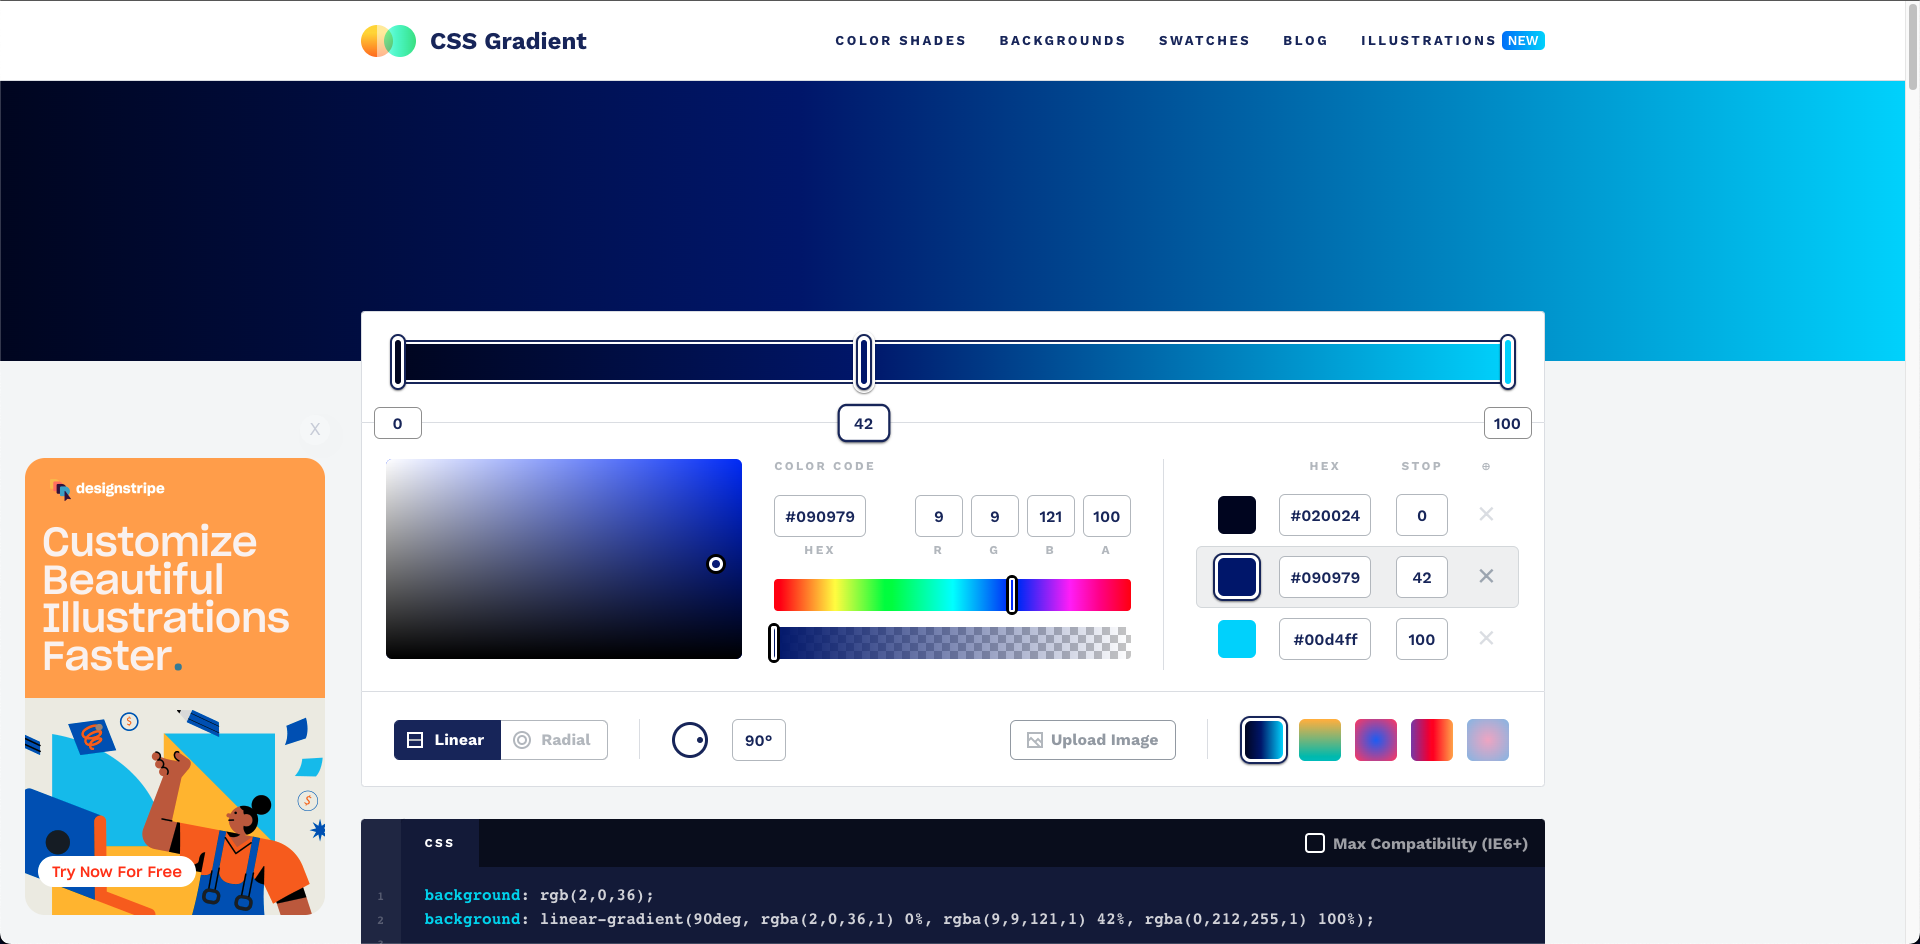 CSS Gradient
COLOR SHADES BACKGROUNDS SWATCHES BLOG ILLUSTRATIONS NEW
0 42 100
X
designstripe
Customize
Beautiful
Illustrations
Faster.
$
$
Try Now For Free
COLOR CODE
#090979 9 9 121 100
HEX R G B A
HEX STOP ⊕
#020024 0 ✕
#090979 42 ✕
#00d4ff 100 ✕
Linear Radial 90° Upload Image
CSS Max Compatibility (IE6+)
1 background: rgb(2,0,36);
2 background: linear-gradient(90deg, rgba(2,0,36,1) 0%, rgba(9,9,121,1) 42%, rgba(0,212,255,1) 100%);